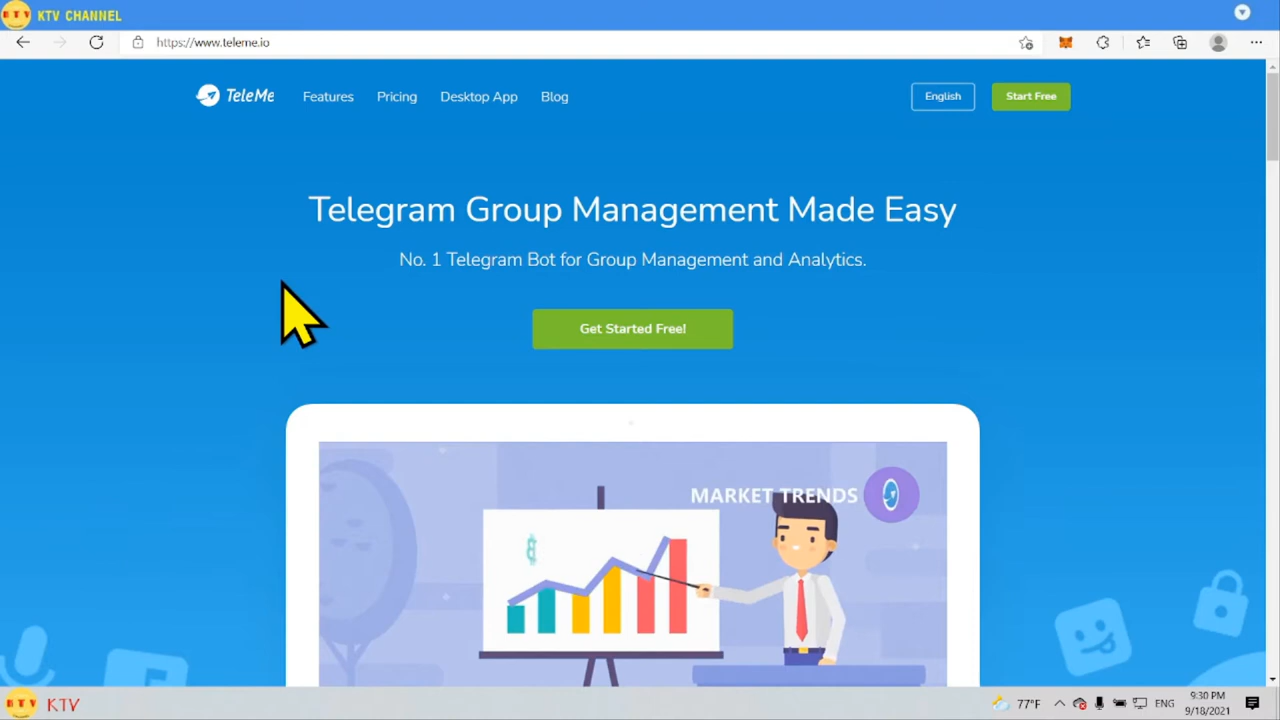 KTV KTV CHANNEL
https://www.teleme.io
TeleMe Features Pricing Desktop App Blog English Start Free
Telegram Group Management Made Easy
No. 1 Telegram Bot for Group Management and Analytics.
Get Started Free!
MARKET TRENDS
KTV KTV 77°F ENG 9:30 PM
9/18/2021